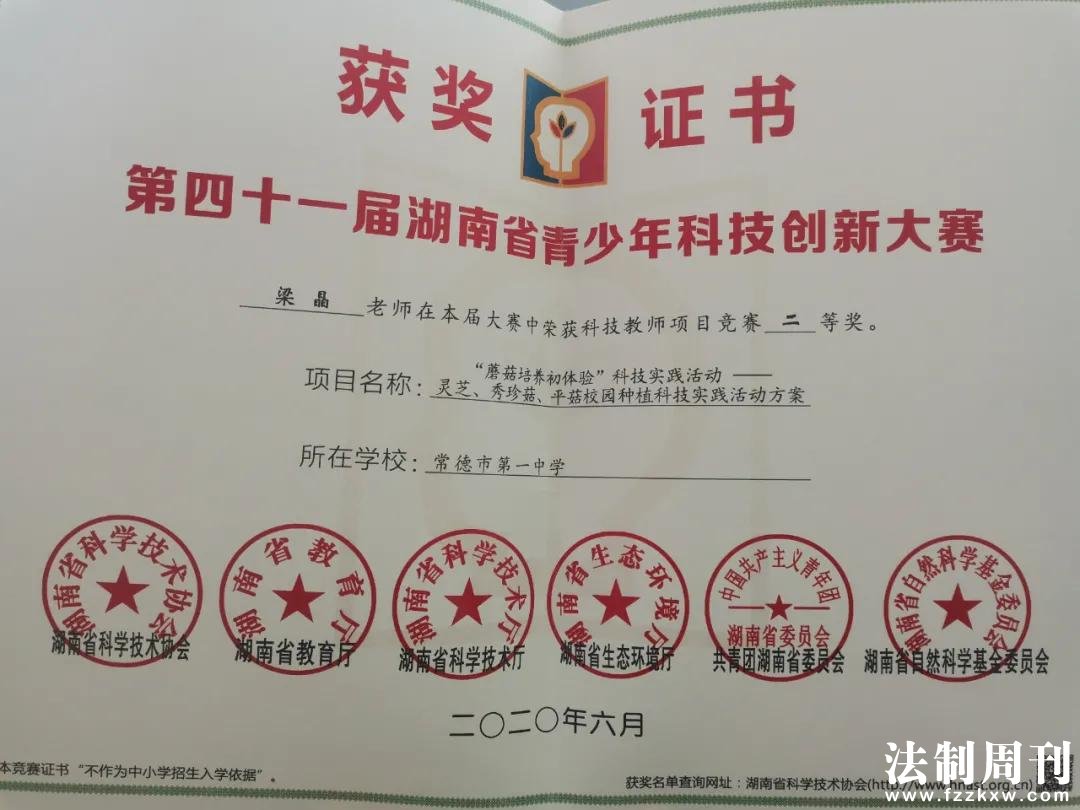 获奖证书
第四十一届湖南省青少年科技创新大赛
梁晶老师在本届大赛中荣获科技教师项目竞赛二等奖。
项目名称：“蘑菇培养初体验”科技实践活动——
灵芝、秀珍菇、平菇校园种植科技实践活动方案
所在学校：常德市第一中学
湖南省科学技术协会
湖南省教育厅
湖南省科学技术厅
湖南省生态环境厅
中国共产主义青年团
湖南省委员会
湖南省自然科学基金委员会
湖南省科学技术协会 湖南省教育厅 湖南省科学技术厅 湖南省生态环境厅 共青团湖南省委员会 湖南省自然科学基金委员会
二〇二〇年六月
本竞赛证书“不作为中小学招生入学依据”。
获奖名单查询网址：湖南省科学技术协会(http://www.hnast.org.cn)
法制周刊
www.fzzkxw.com